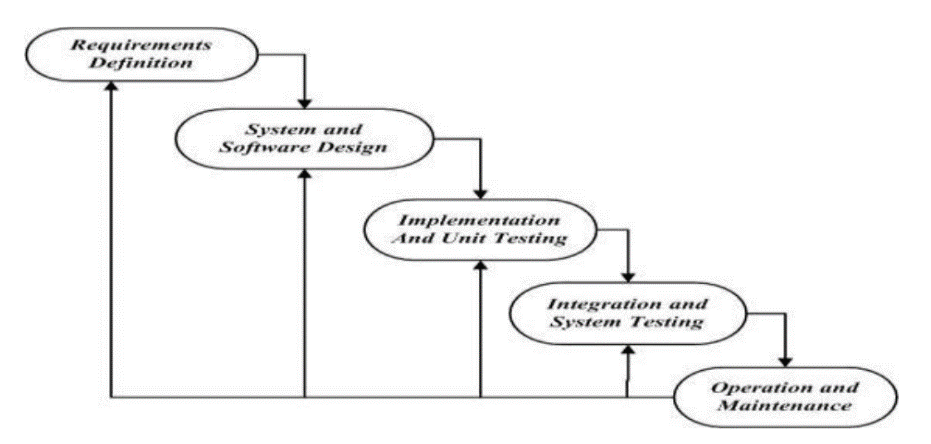 Requirements
Definition
System and
Software Design
Implementation
And Unit Testing
Integration and
System Testing
Operation and
Maintenance